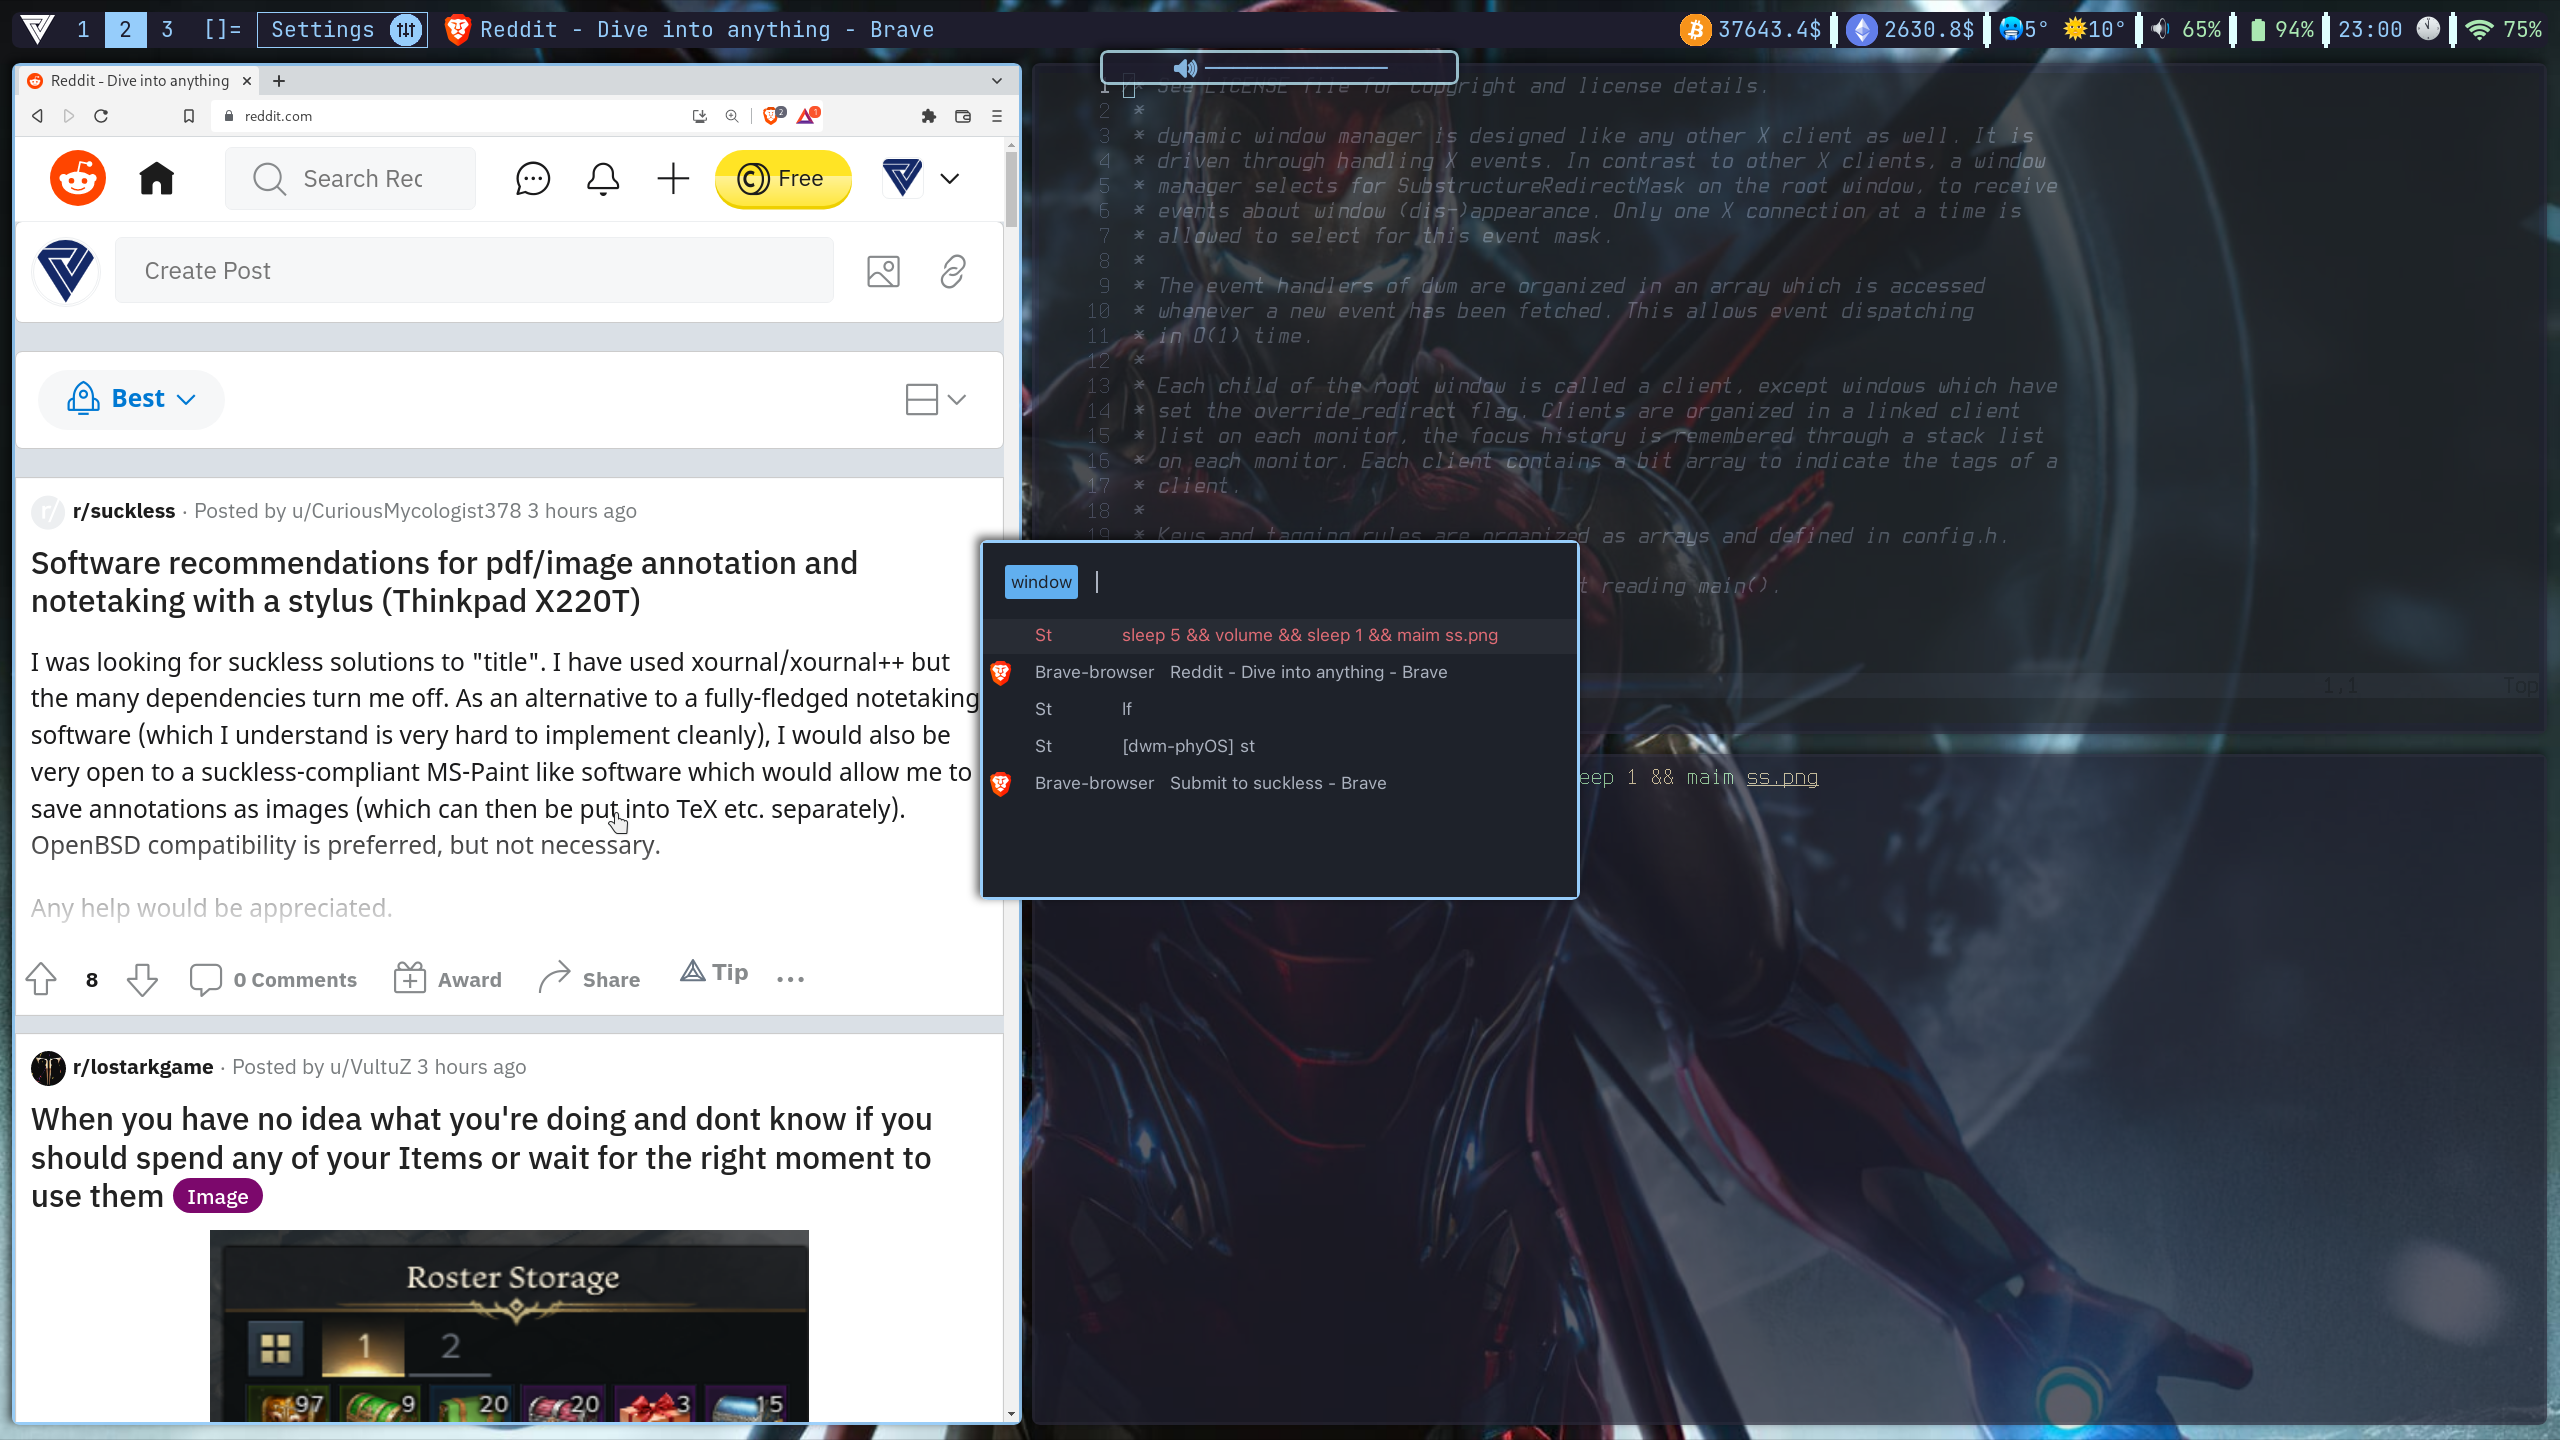 1 2 3 []= Settings Reddit - Dive into anything - Brave
37643.4$ 2630.8$ 5° 10° 65% 94% 23:00 75%
Reddit - Dive into anything
reddit.com
2
1
Search Rec
Free
Create Post
Best
r/suckless · Posted by u/CuriousMycologist378 3 hours ago
Software recommendations for pdf/image annotation and
notetaking with a stylus (Thinkpad X220T)
I was looking for suckless solutions to "title". I have used xournal/xournal++ but
the many dependencies turn me off. As an alternative to a fully-fledged notetaking
software (which I understand is very hard to implement cleanly), I would also be
very open to a suckless-compliant MS-Paint like software which would allow me to
save annotations as images (which can then be put into TeX etc. separately).
OpenBSD compatibility is preferred, but not necessary.
Any help would be appreciated.
8 0 Comments Award Share Tip ...
r/lostarkgame · Posted by u/VultuZ 3 hours ago
When you have no idea what you're doing and dont know if you
should spend any of your Items or wait for the right moment to
use them Image
Roster Storage
1 2
97 9 20 20 3 15
1 /* See LICENSE file for copyright and license details.
2 *
3 * dynamic window manager is designed like any other X client as well. It is
4 * driven through handling X events. In contrast to other X clients, a window
5 * manager selects for SubstructureRedirectMask on the root window, to receive
6 * events about window (dis-)appearance. Only one X connection at a time is
7 * allowed to select for this event mask.
8 *
9 * The event handlers of dwm are organized in an array which is accessed
10 * whenever a new event has been fetched. This allows event dispatching
11 * in O(1) time.
12 *
13 * Each child of the root window is called a client, except windows which have
14 * set the override_redirect flag. Clients are organized in a linked client
15 * list on each monitor, the focus history is remembered through a stack list
16 * on each monitor. Each client contains a bit array to indicate the tags of a
17 * client.
18 *
19 * Keys and tagging rules are organized as arrays and defined in config.h.
t reading main().
1,1 Top
window
St sleep 5 && volume && sleep 1 && maim ss.png
Brave-browser Reddit - Dive into anything - Brave
St lf
St [dwm-phyOS] st
Brave-browser Submit to suckless - Brave
eep 1 && maim ss.png